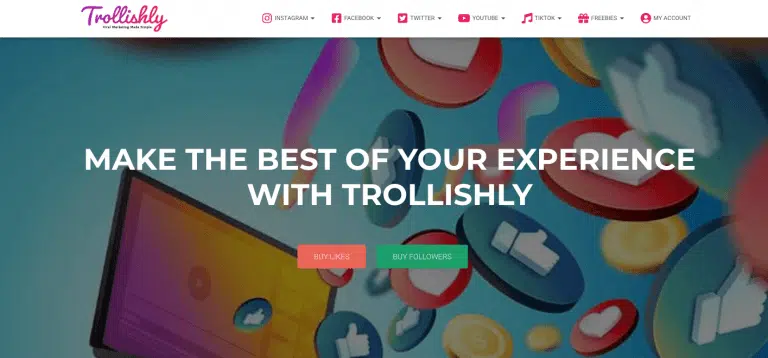 Trollishly
Viral Marketing Made Simple
INSTAGRAM
FACEBOOK
TWITTER
YOUTUBE
TIKTOK
FREEBIES
MY ACCOUNT
MAKE THE BEST OF YOUR EXPERIENCE
WITH TROLLISHLY
BUY LIKES
BUY FOLLOWERS